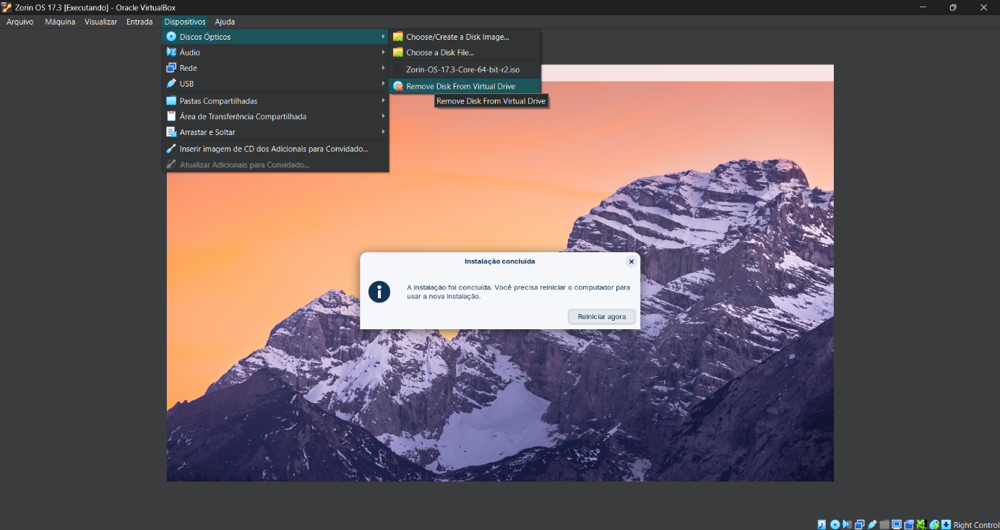 Zorin OS 17.3 [Executando] - Oracle VirtualBox
Arquivo Máquina Visualizar Entrada Dispositivos Ajuda
Discos Ópticos
Áudio
Rede
USB
Pastas Compartilhadas
Área de Transferência Compartilhada
Arrastar e Soltar
Inserir imagem de CD dos Adicionais para Convidado...
Atualizar Adicionais para Convidado...
Choose/Create a Disk Image...
Choose a Disk File...
Zorin-OS-17.3-Core-64-bit-r2.iso
Remove Disk From Virtual Drive
Remove Disk From Virtual Drive
Instalação concluída
A instalação foi concluída. Você precisa reiniciar o computador para
usar a nova instalação.
Reiniciar agora
Right Control